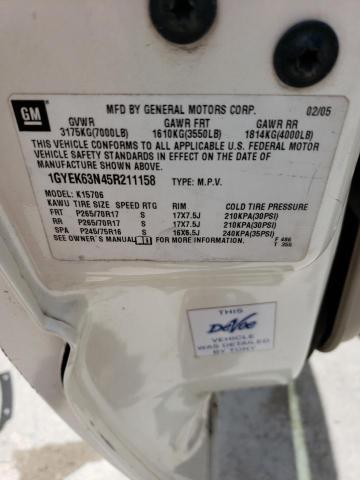 GM
MFD BY GENERAL MOTORS CORP. 02/05
GVWR GAWR FRT GAWR RR
3175KG(7000LB) 1610KG(3550LB) 1814KG(4000LB)
THIS VEHICLE CONFORMS TO ALL APPLICABLE U.S. FEDERAL MOTOR
VEHICLE SAFETY STANDARDS IN EFFECT ON THE DATE OF
MANUFACTURE SHOWN ABOVE.
1GYEK63N45R211158 TYPE: M.P.V.
MODEL: K15706
KAWU TIRE SIZE SPEED RTG RIM COLD TIRE PRESSURE
FRT P265/70R17 S 17X7.5J 210KPA(30PSI)
RR P265/70R17 S 17X7.5J 210KPA(30PSI)
SPA P245/75R16 S 16X6.5J 240KPA(35PSI)
SEE OWNER'S MANUAL FOR MORE INFORMATION. F 486
T 350
THIS
DeVoe
VEHICLE
WAS DETAILED
BY TONY